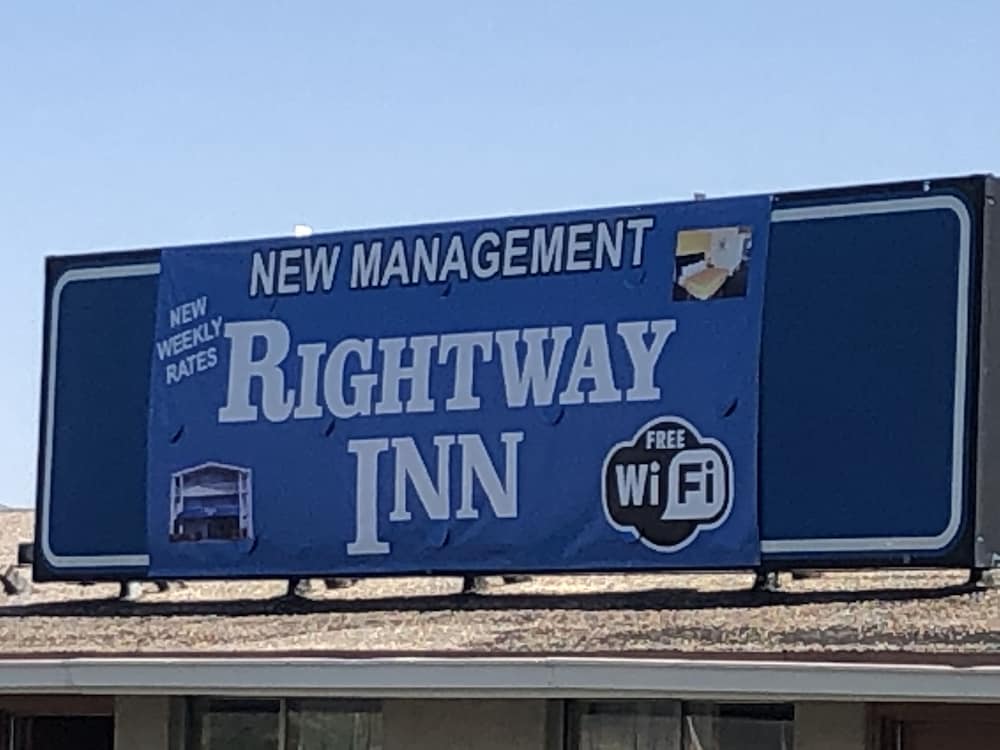 NEW MANAGEMENT
NEW
WEEKLY
RATES
RIGHTWAY
INN
FREE
WiFi